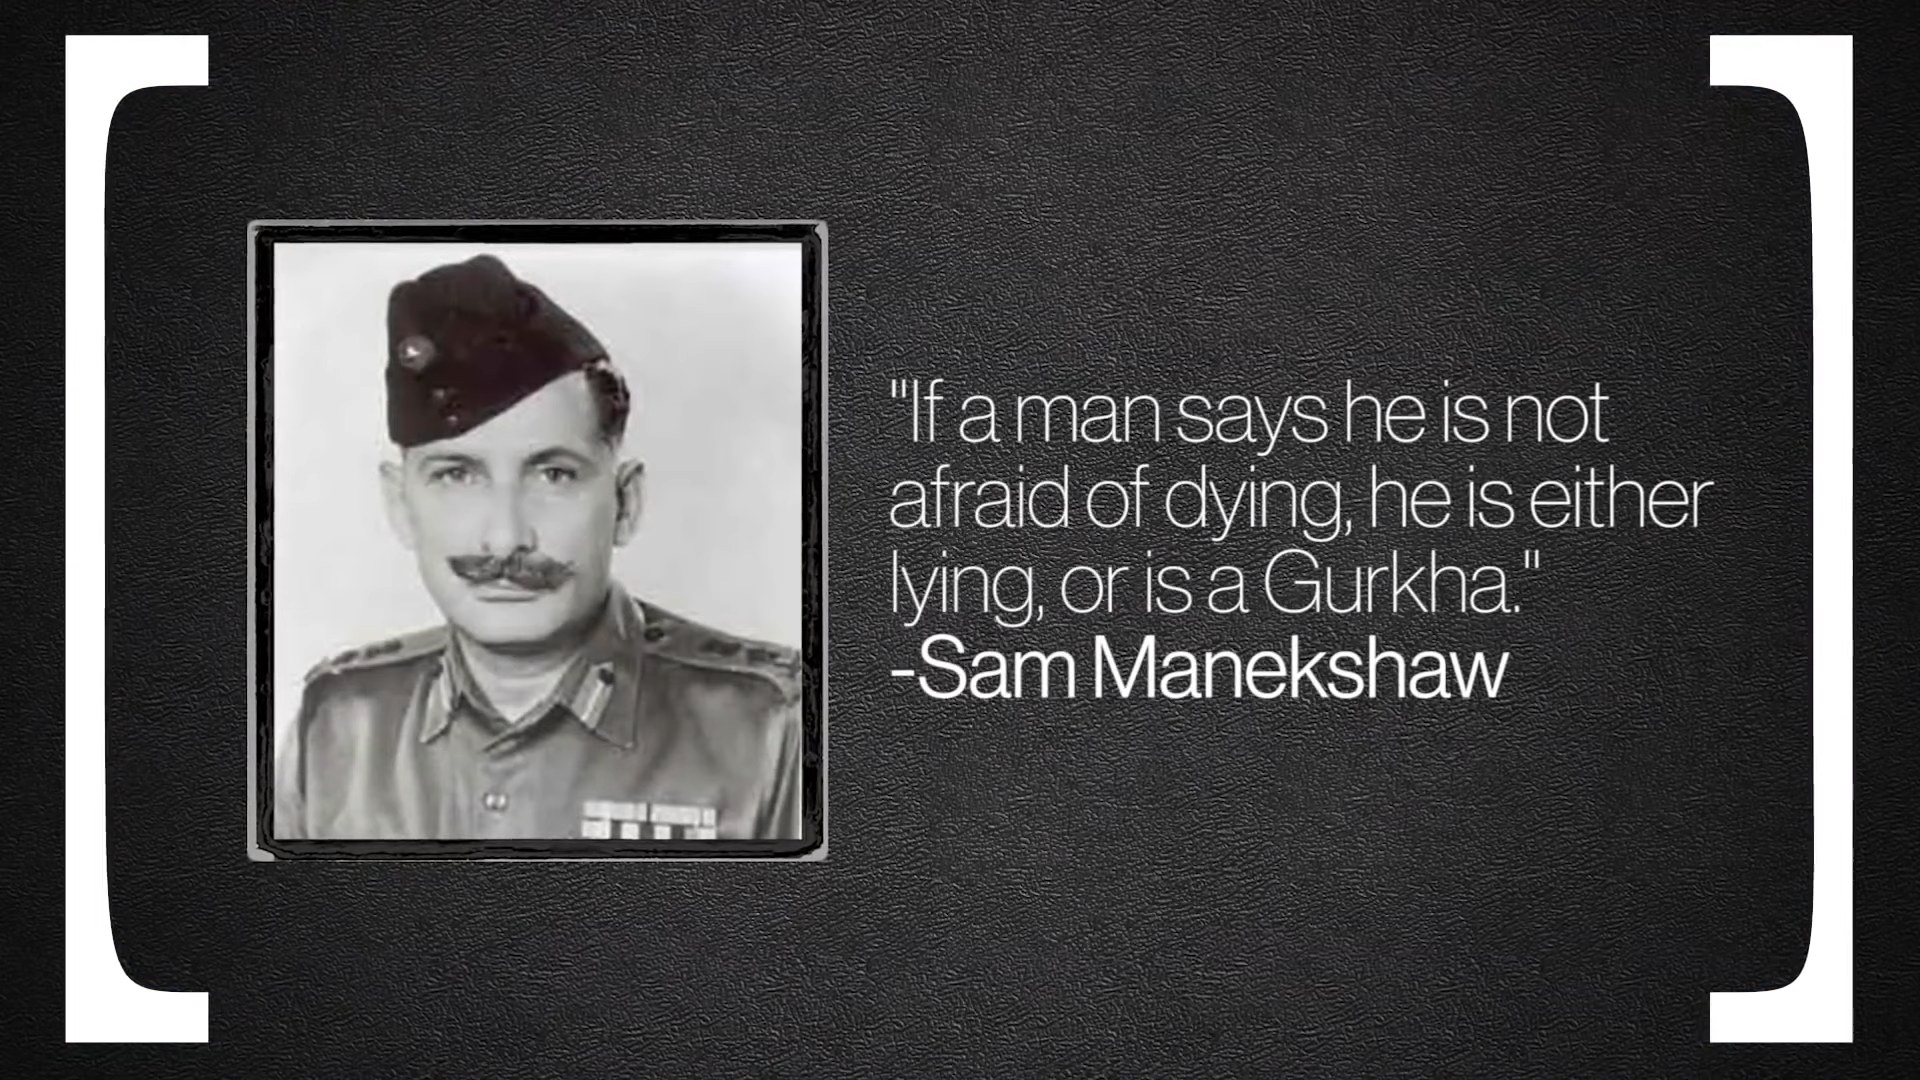 "If a man says he is not
afraid of dying, he is either
lying, or is a Gurkha."
-Sam Manekshaw